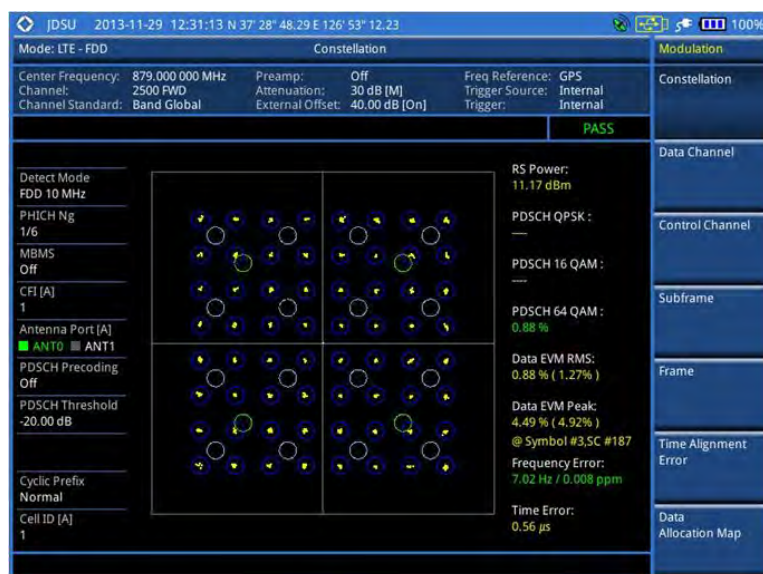 JDSU 2013-11-29 12:31:13 N 37' 28" 48.29 E 126' 53" 12.23 100%
Mode: LTE - FDD Constellation
Center Frequency: 879.000 000 MHz Preamp: Off Freq Reference: GPS
Channel: 2500 FWD Attenuation: 30 dB [M] Trigger Source: Internal
Channel Standard: Band Global External Offset: 40.00 dB [On] Trigger: Internal
PASS
Detect Mode
FDD 10 MHz
PHICH Ng
1/6
MBMS
Off
CFI [A]
1
Antenna Port [A]
ANT0 ANT1
PDSCH Precoding
Off
PDSCH Threshold
-20.00 dB
Cyclic Prefix
Normal
Cell ID [A]
1
RS Power:
11.17 dBm
PDSCH QPSK :
----
PDSCH 16 QAM :
----
PDSCH 64 QAM :
0.88 %
Data EVM RMS:
0.88 % ( 1.27% )
Data EVM Peak:
4.49 % ( 4.92% )
@ Symbol #3,SC #187
Frequency Error:
7.02 Hz / 0.008 ppm
Time Error:
0.56 µs
Modulation
Constellation
Data Channel
Control Channel
Subframe
Frame
Time Alignment
Error
Data
Allocation Map